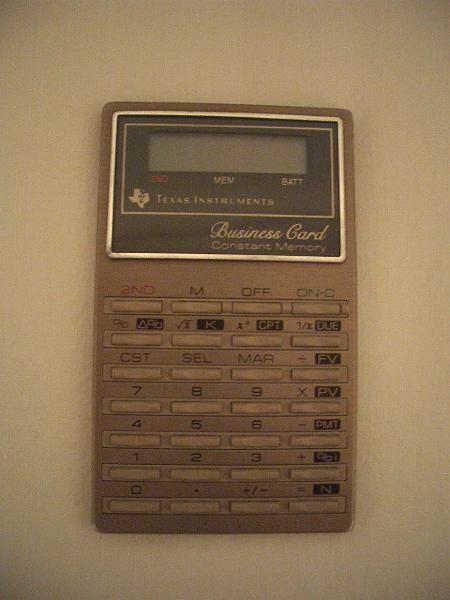 2ND MEM BATT
TEXAS INSTRUMENTS
Business Card
Constant Memory
2ND M OFF ON-C
% Δ% √x K x² CPT 1/x DUE
CST SEL MAR ÷ FV
7 8 9 X PV
4 5 6 − PMT
1 2 3 + %i
0 . +/− = N